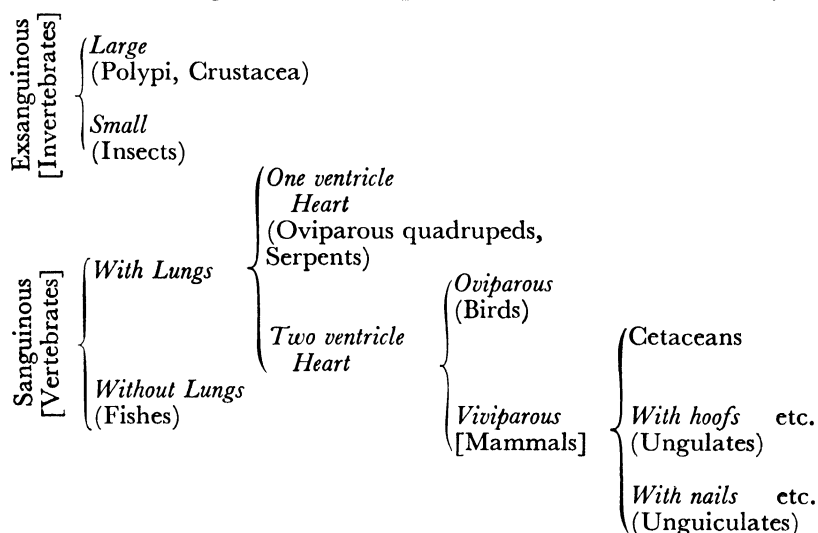 Exsanguinous
[Invertebrates]
Large
(Polypi, Crustacea)
Small
(Insects)
Sanguinous
[Vertebrates]
With Lungs
Without Lungs
(Fishes)
One ventricle
Heart
(Oviparous quadrupeds,
Serpents)
Two ventricle
Heart
Oviparous
(Birds)
Viviparous
[Mammals]
Cetaceans
With hoofs etc.
(Ungulates)
With nails etc.
(Unguiculates)